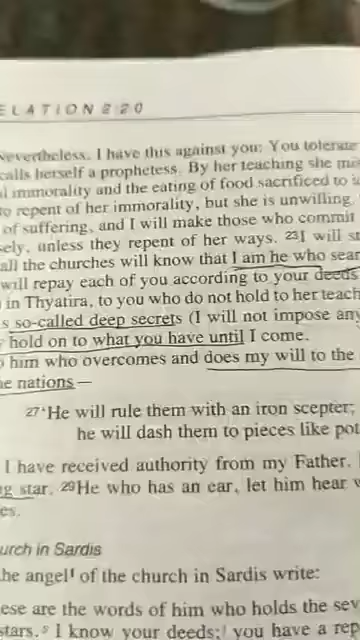 ELATION 2:20
Nevertheless, I have this against you: You tolerate
calls herself a prophetess. By her teaching she
immorality and the eating of food sacrificed to
to repent of her immorality, but she is unwilling.
of suffering, and I will make those who commit
sely, unless they repent of her ways. 23I will
all the churches will know that I am he who sear
will repay each of you according to your deeds.
in Thyatira, to you who do not hold to her teach
s so-called deep secrets (I will not impose any
hold on to what you have until I come.
o him who overcomes and does my will to the
he nations—
27'He will rule them with an iron scepter;
he will dash them to pieces like pot
I have received authority from my Father.
ng star. 29He who has an ear, let him hear w
es.
urch in Sardis
he angel of the church in Sardis write:
ese are the words of him who holds the sev
stars. I know your deeds; you have a rep